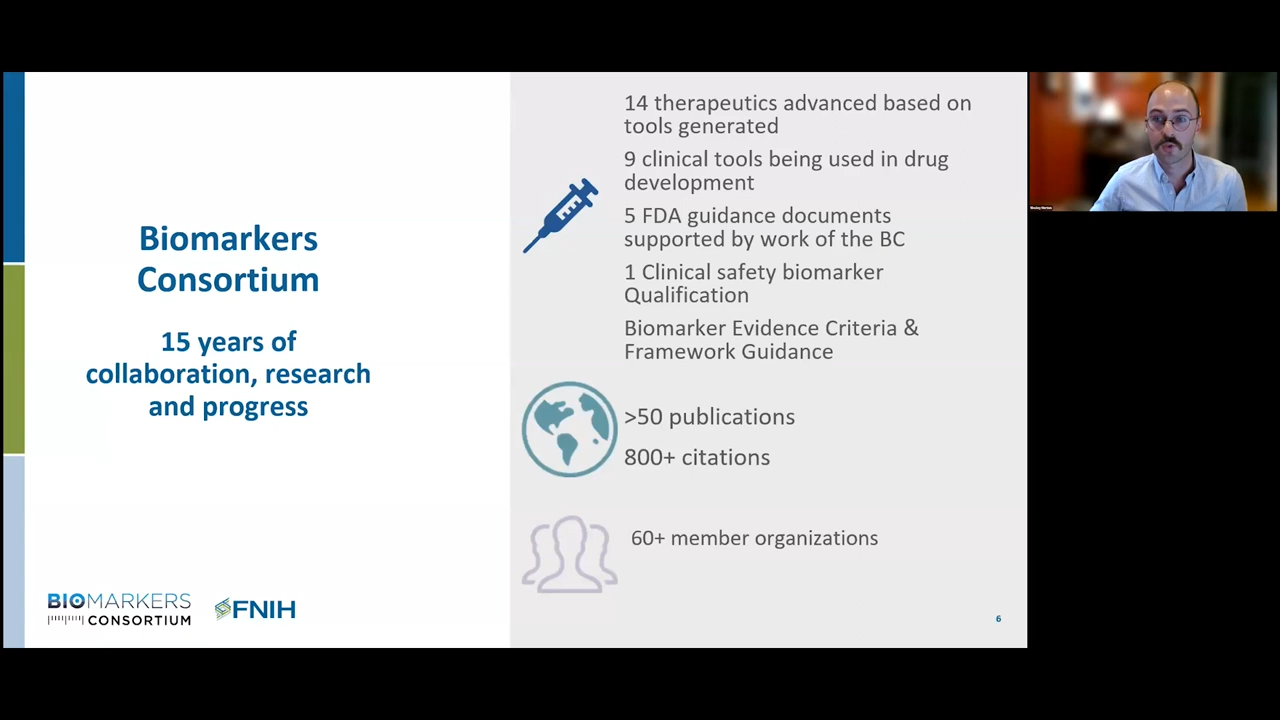 Biomarkers
Consortium
15 years of
collaboration, research
and progress
BIOMARKERS
CONSORTIUM
FNIH
14 therapeutics advanced based on
tools generated
9 clinical tools being used in drug
development
5 FDA guidance documents
supported by work of the BC
1 Clinical safety biomarker
Qualification
Biomarker Evidence Criteria &
Framework Guidance
>50 publications
800+ citations
60+ member organizations
6